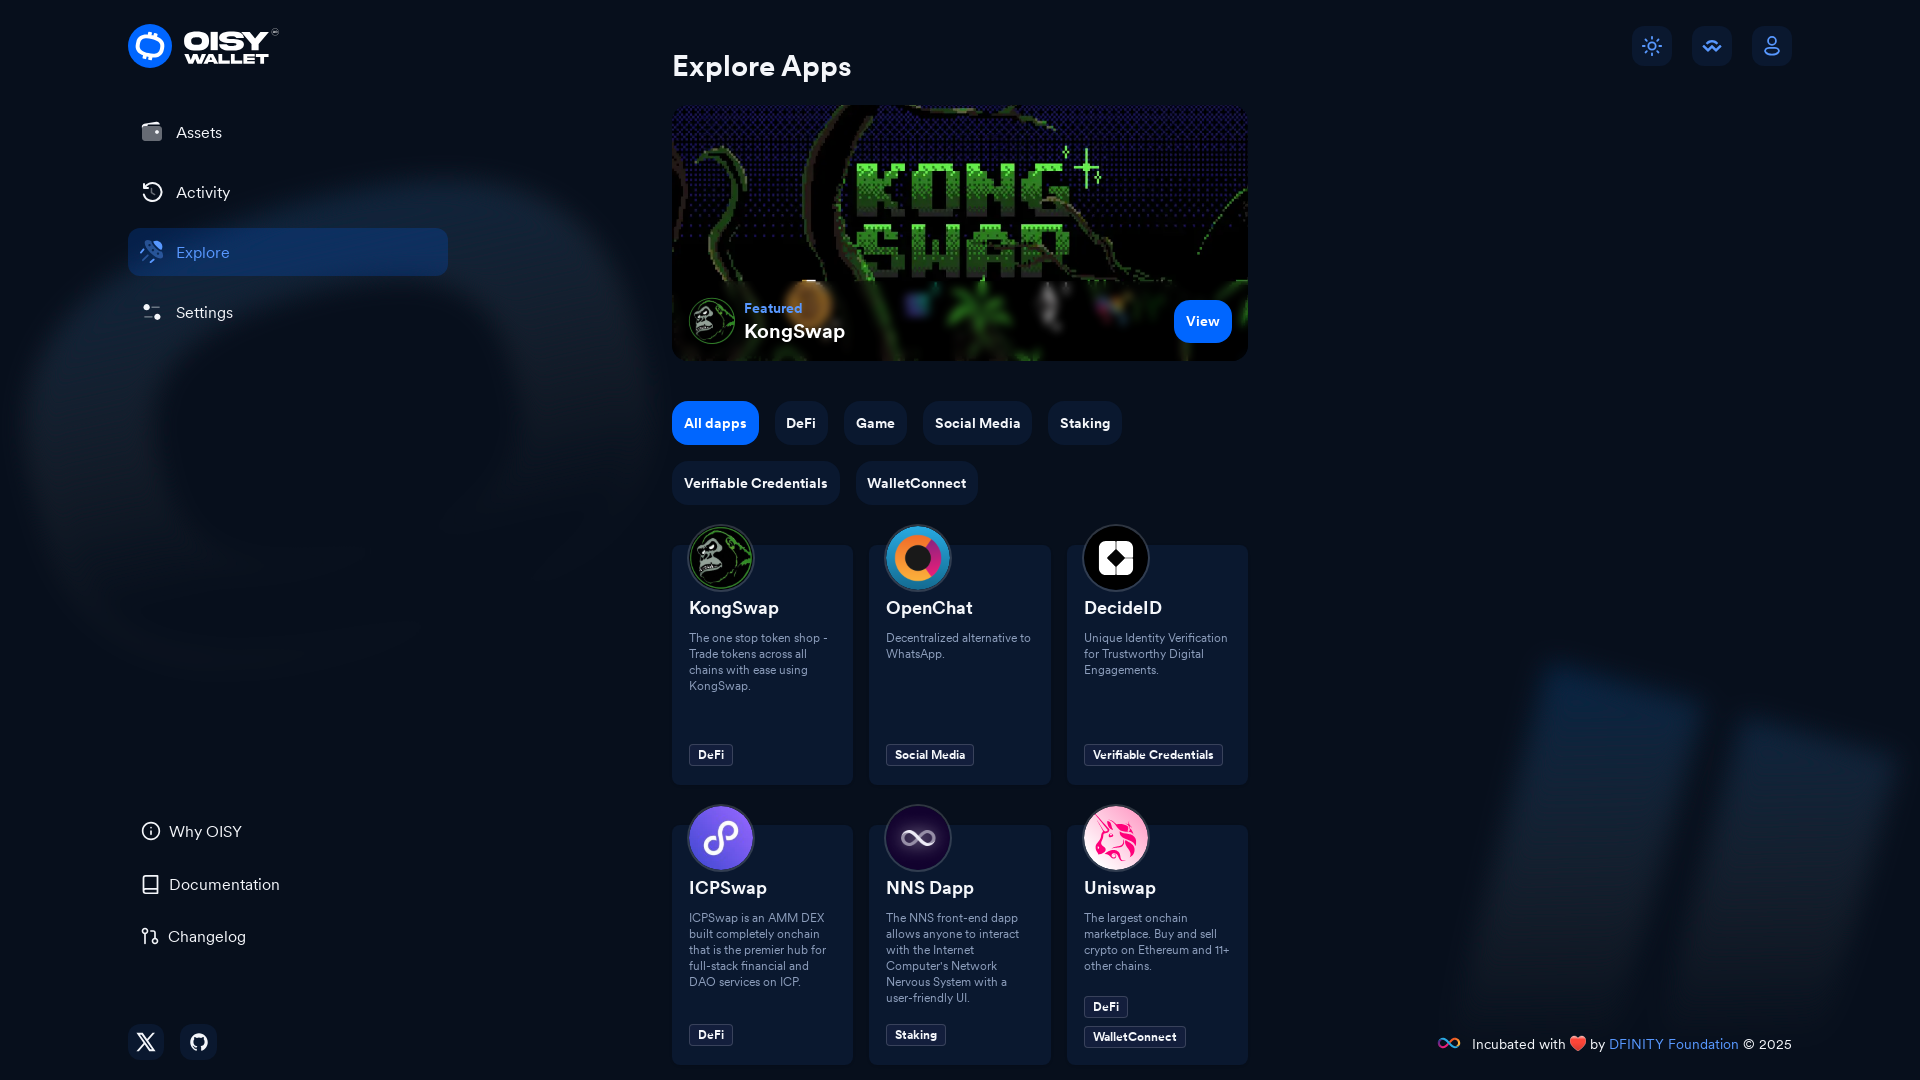 OISY
WALLET
Assets
Activity
Explore
Settings
Why OISY
Documentation
Changelog
Explore Apps
KONG
SWAP
Featured
KongSwap
View
All dapps
DeFi
Game
Social Media
Staking
Verifiable Credentials
WalletConnect
KongSwap
The one stop token shop -
Trade tokens across all
chains with ease using
KongSwap.
DeFi
OpenChat
Decentralized alternative to
WhatsApp.
Social Media
DecideID
Unique Identity Verification
for Trustworthy Digital
Engagements.
Verifiable Credentials
ICPSwap
ICPSwap is an AMM DEX
built completely onchain
that is the premier hub for
full-stack financial and
DAO services on ICP.
DeFi
NNS Dapp
The NNS front-end dapp
allows anyone to interact
with the Internet
Computer's Network
Nervous System with a
user-friendly UI.
Staking
Uniswap
The largest onchain
marketplace. Buy and sell
crypto on Ethereum and 11+
other chains.
DeFi
WalletConnect
Incubated with ❤️ by DFINITY Foundation © 2025